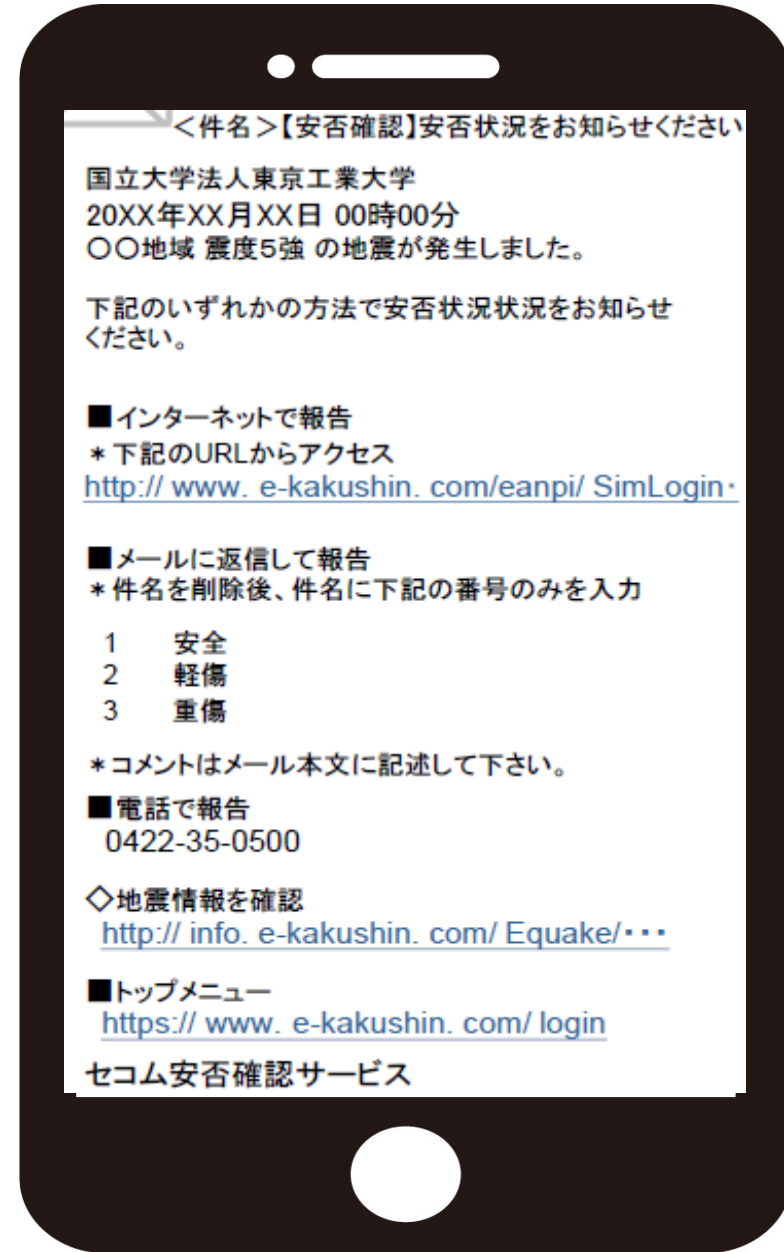 ＜件名＞【安否確認】安否状況をお知らせください
国立大学法人東京工業大学
20XX年XX月XX日 00時00分
〇〇地域 震度5強 の地震が発生しました。
下記のいずれかの方法で安否状況状況をお知らせ
ください。
■インターネットで報告
＊下記のURLからアクセス
http:// www. e-kakushin. com/eanpi/ SimLogin･
■メールに返信して報告
＊件名を削除後、件名に下記の番号のみを入力
1 安全
2 軽傷
3 重傷
＊コメントはメール本文に記述して下さい。
■電話で報告
0422-35-0500
◇地震情報を確認
http:// info. e-kakushin. com/ Equake/･･･
■トップメニュー
https:// www. e-kakushin. com/ login
セコム安否確認サービス